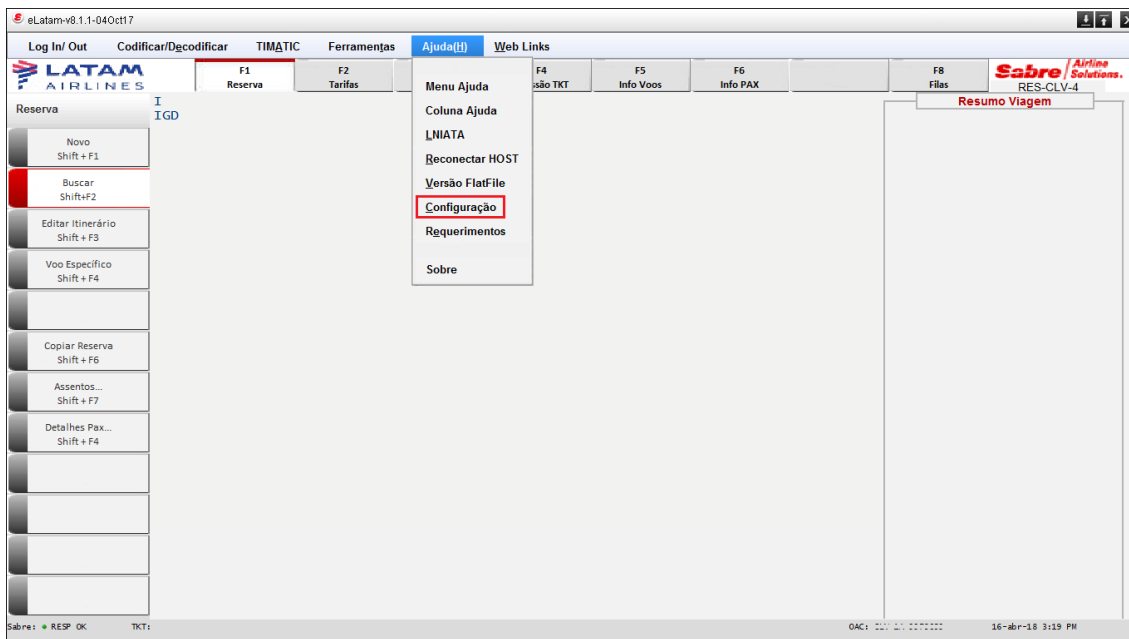 eLatam-v8.1.1-04Oct17
Log In/ Out Codificar/Decodificar TIMATIC Ferramentas Ajuda(H) Web Links
LATAM
AIRLINES
F1
Reserva
F2
Tarifas
F4
ssão TKT
F5
Info Voos
F6
Info PAX
F8
Filas
Sabre Airline Solutions.
RES-CLV-4
Reserva
I
IGD
Novo
Shift + F1
Buscar
Shift+F2
Editar Itinerário
Shift + F3
Voo Específico
Shift + F4
Copiar Reserva
Shift + F6
Assentos...
Shift + F7
Detalhes Pax...
Shift + F4
Menu Ajuda
Coluna Ajuda
LNIATA
Reconectar HOST
Versão FlatFile
Configuração
Requerimentos
Sobre
Resumo Viagem
Sabre: RESP OK TKT: OAC: 16-abr-18 3:19 PM